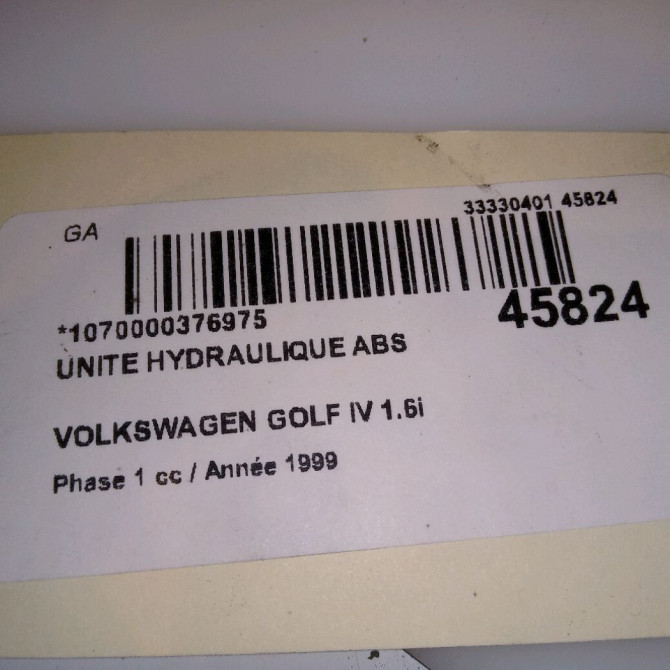 GA
33330401 45824
*1070000376975
45824
UNITE HYDRAULIQUE ABS
VOLKSWAGEN GOLF IV 1.6i
Phase 1 cc / Année 1999